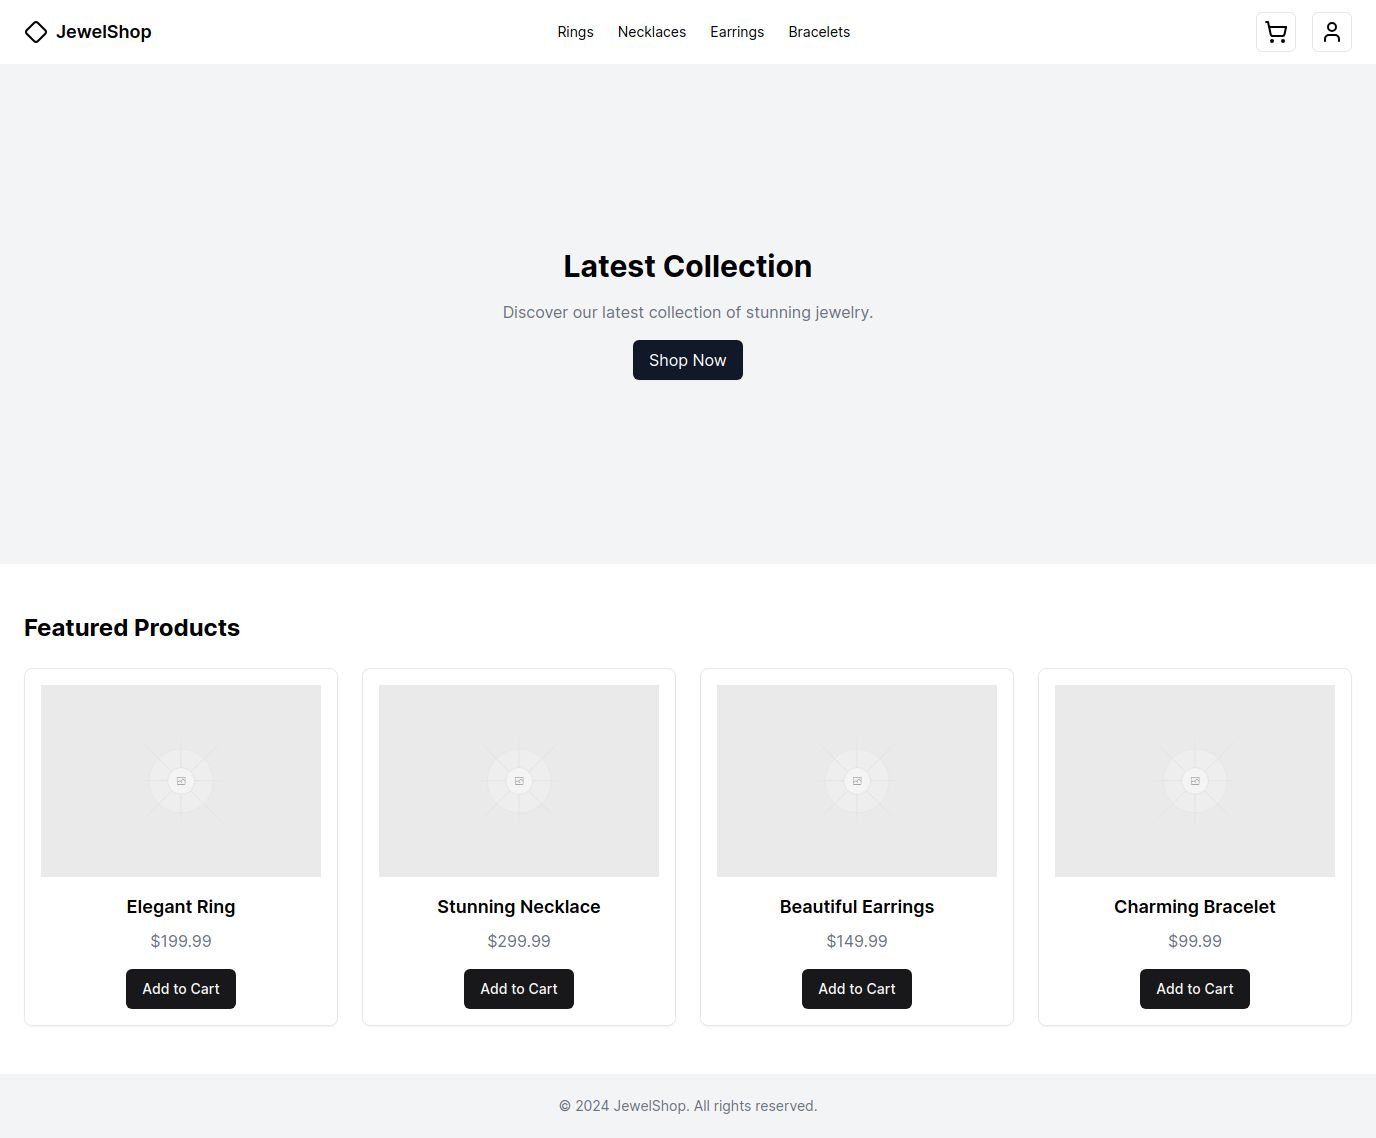 JewelShop
Rings Necklaces Earrings Bracelets
Latest Collection
Discover our latest collection of stunning jewelry.
Shop Now
Featured Products
Elegant Ring
$199.99
Add to Cart
Stunning Necklace
$299.99
Add to Cart
Beautiful Earrings
$149.99
Add to Cart
Charming Bracelet
$99.99
Add to Cart
© 2024 JewelShop. All rights reserved.